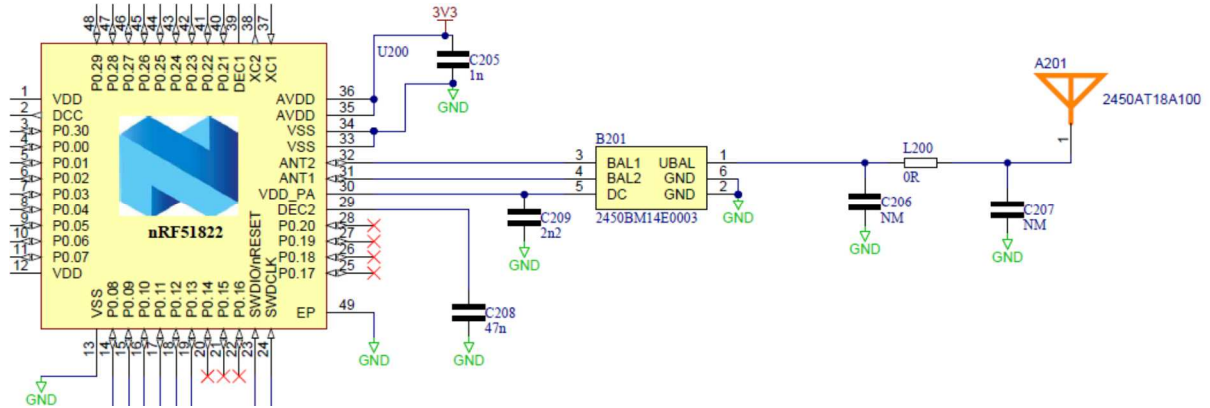 48 47 46 45 44 43 42 41 40 39 38 37
P0.29 P0.28 P0.27 P0.26 P0.25 P0.24 P0.23 P0.22 P0.21 DEC1 XC2 XC1
3V3
U200
C205
1n
GND
1 VDD
2 DCC
3 P0.30
4 P0.00
5 P0.01
6 P0.02
7 P0.03
8 P0.04
9 P0.05
10 P0.06
11 P0.07
12 VDD
nRF51822
AVDD 36
AVDD 35
VSS 34
VSS 33
ANT2 32
ANT1 31
VDD_PA 30
DEC2 29
P0.20 28
P0.19 27
P0.18 26
P0.17 25
EP 49
VSS P0.08 P0.09 P0.10 P0.11 P0.12 P0.13 P0.14 P0.15 P0.16 SWDIO/nRESET SWDCLK
13 14 15 16 17 18 19 20 21 22 23 24
GND
GND
C208
47n
GND
C209
2n2
GND
B201
3 BAL1 UBAL 1
4 BAL2 GND 6
5 DC GND 2
2450BM14E0003
GND
L200
0R
C206
NM
GND
C207
NM
GND
A201
2450AT18A100
1